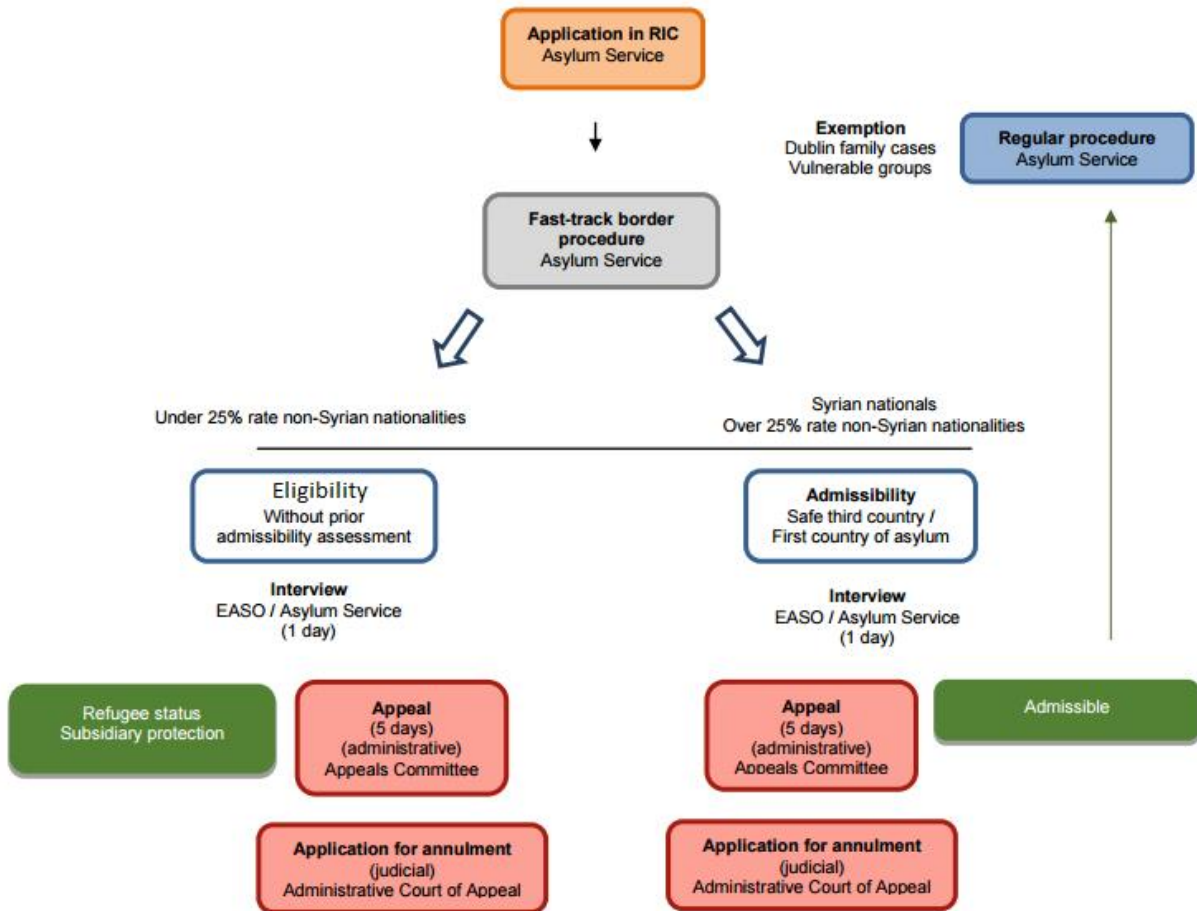 Application in RIC
Asylum Service
Exemption
Dublin family cases
Vulnerable groups
Regular procedure
Asylum Service
Fast-track border
procedure
Asylum Service
Under 25% rate non-Syrian nationalities
Syrian nationals
Over 25% rate non-Syrian nationalities
Eligibility
Without prior
admissibility assessment
Admissibility
Safe third country /
First country of asylum
Interview
EASO / Asylum Service
(1 day)
Interview
EASO / Asylum Service
(1 day)
Refugee status
Subsidiary protection
Appeal
(5 days)
(administrative)
Appeals Committee
Appeal
(5 days)
(administrative)
Appeals Committee
Admissible
Application for annulment
(judicial)
Administrative Court of Appeal
Application for annulment
(judicial)
Administrative Court of Appeal